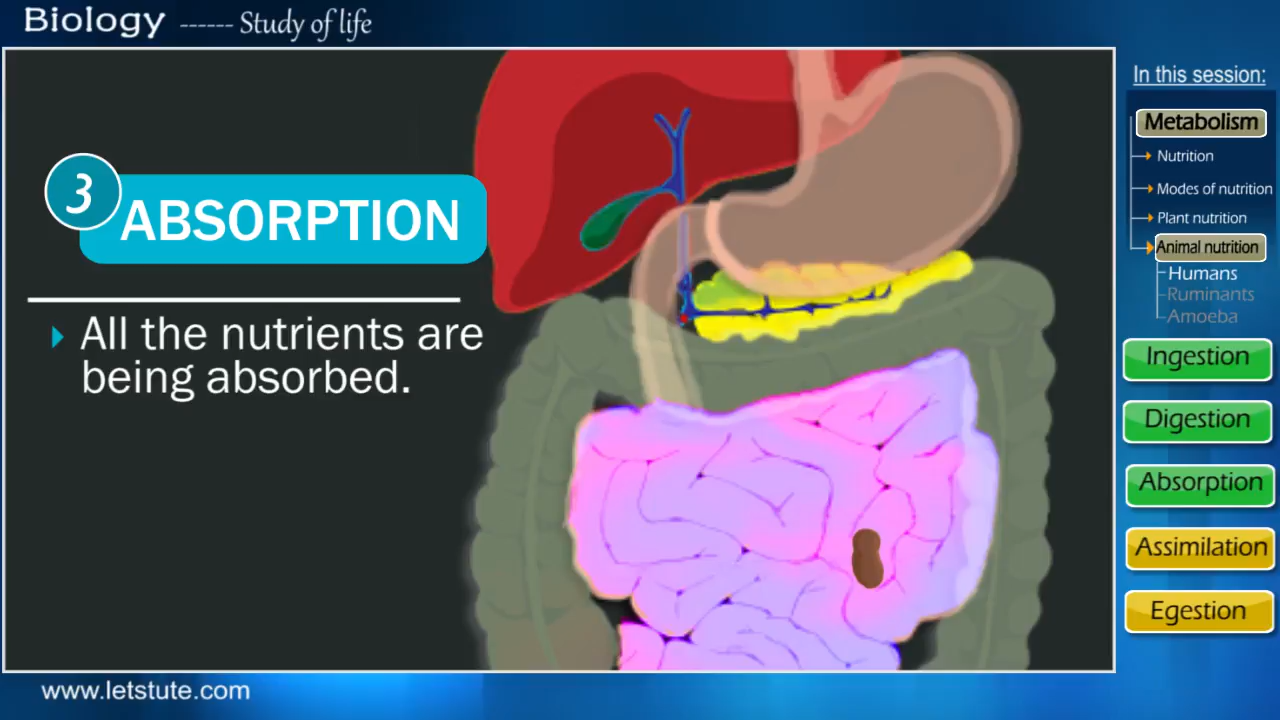 Biology ------ Study of life
In this session:
Metabolism
Nutrition
Modes of nutrition
Plant nutrition
Animal nutrition
Humans
Ruminants
Amoeba
3
ABSORPTION
All the nutrients are
being absorbed.
Ingestion
Digestion
Absorption
Assimilation
Egestion
www.letstute.com